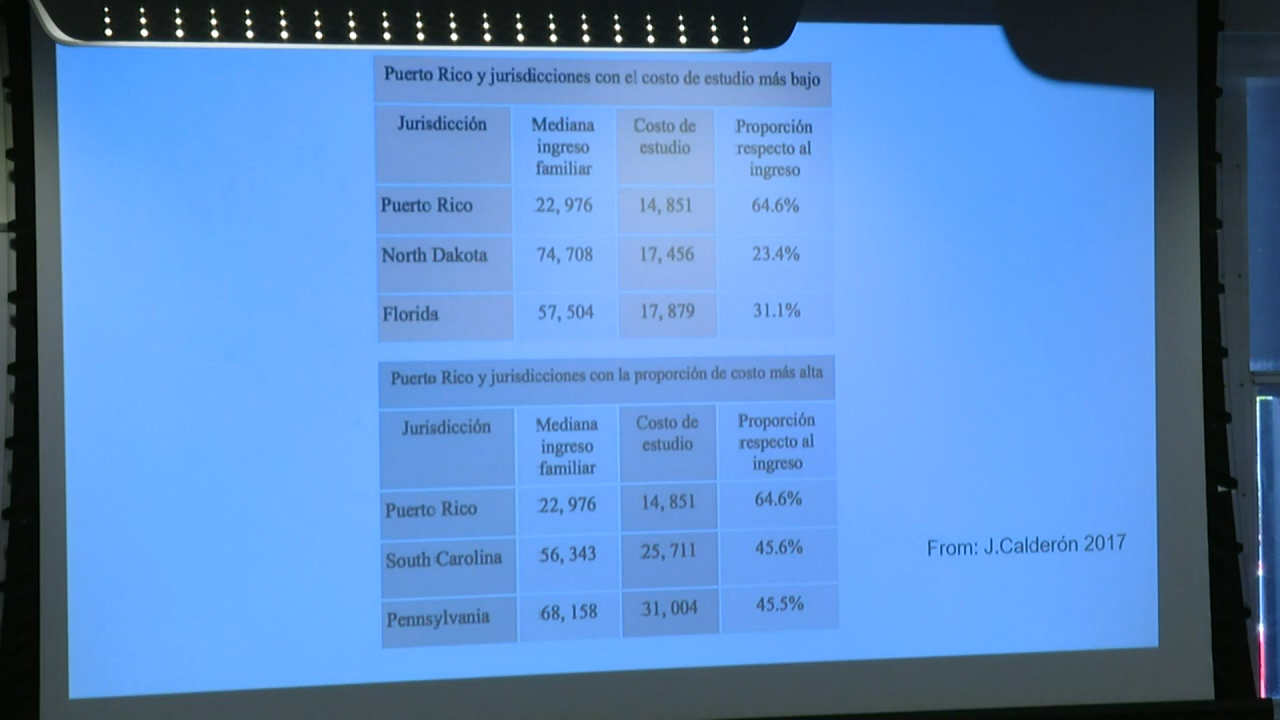 Puerto Rico y jurisdicciones con el costo de estudio más bajo
Jurisdicción Mediana ingreso familiar Costo de estudio Proporción respecto al ingreso
Puerto Rico 22, 976 14, 851 64.6%
North Dakota 74, 708 17, 456 23.4%
Florida 57, 504 17, 879 31.1%
Puerto Rico y jurisdicciones con la proporción de costo más alta
Jurisdicción Mediana ingreso familiar Costo de estudio Proporción respecto al ingreso
Puerto Rico 22, 976 14, 851 64.6%
South Carolina 56, 343 25, 711 45.6%
Pennsylvania 68, 158 31, 004 45.5%
From: J.Calderón 2017